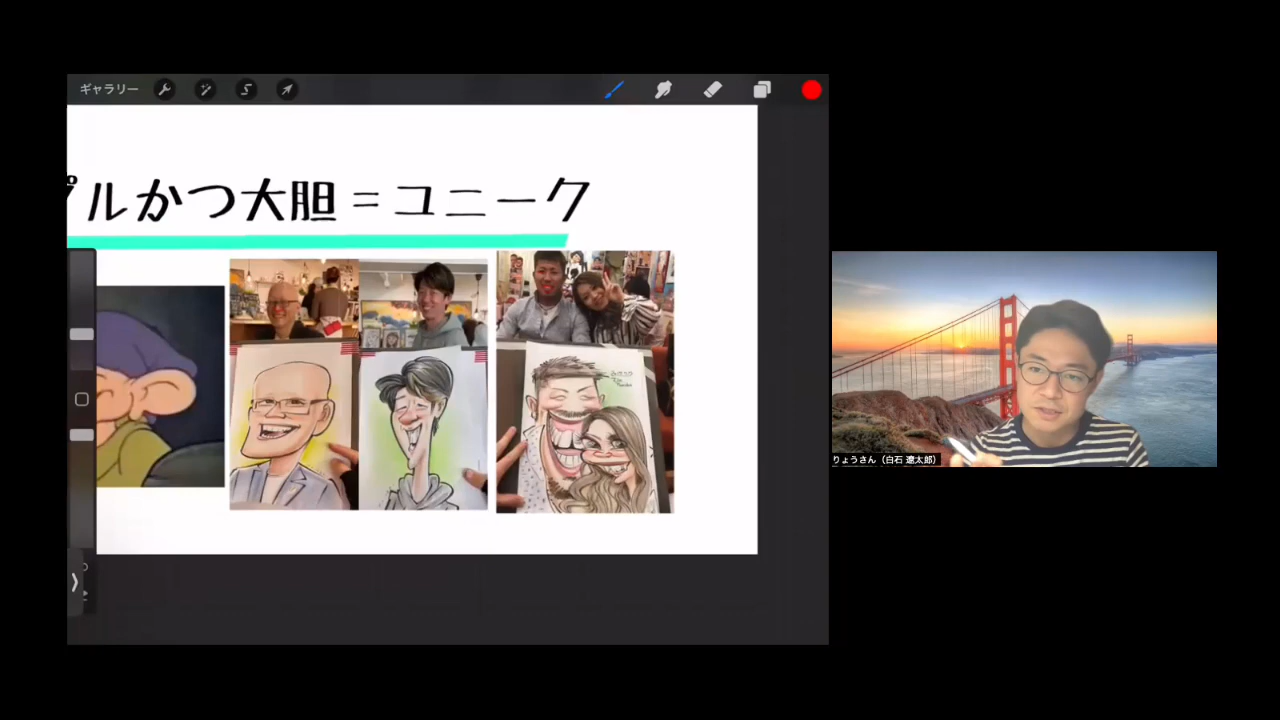 ギャラリー
プルかつ大胆=ユニーク
りょうさん（白石 遼太郎）